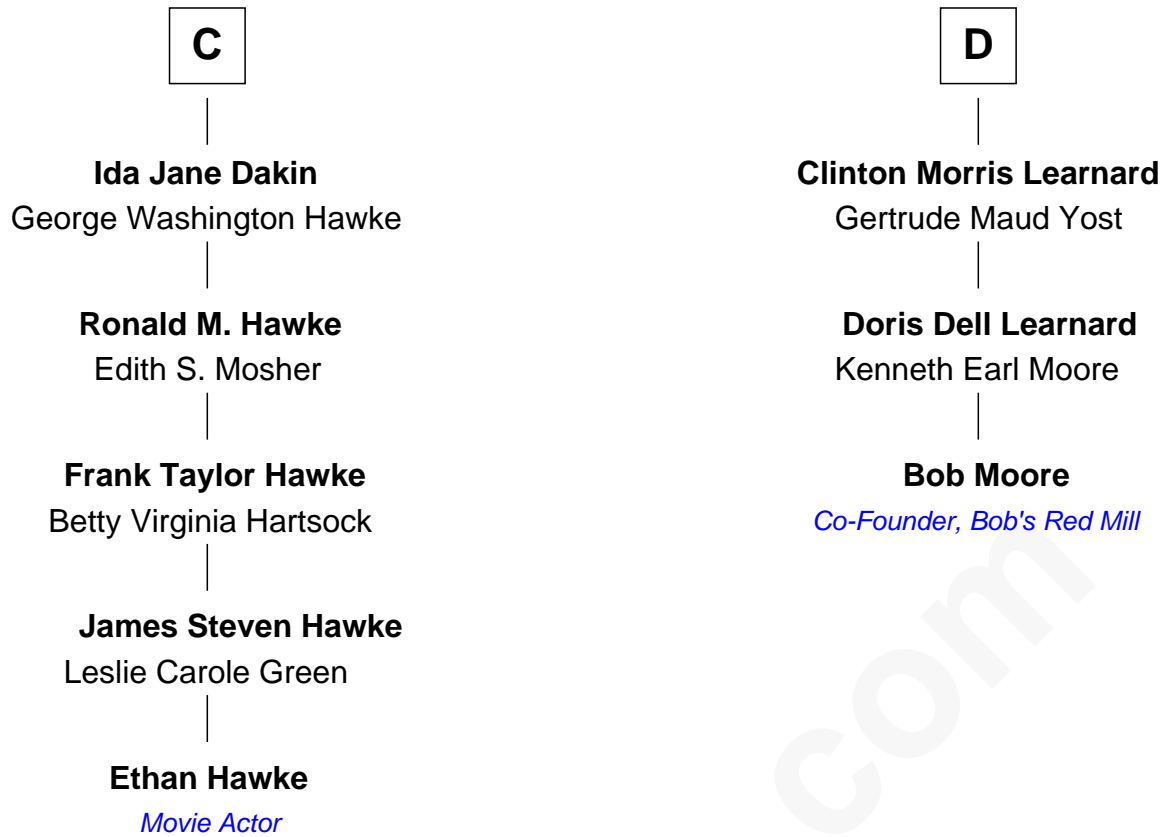 C
Ida Jane Dakin
George Washington Hawke
Ronald M. Hawke
Edith S. Mosher
Frank Taylor Hawke
Betty Virginia Hartsock
James Steven Hawke
Leslie Carole Green
Ethan Hawke
Movie Actor
D
Clinton Morris Learnard
Gertrude Maud Yost
Doris Dell Learnard
Kenneth Earl Moore
Bob Moore
Co-Founder, Bob's Red Mill
com